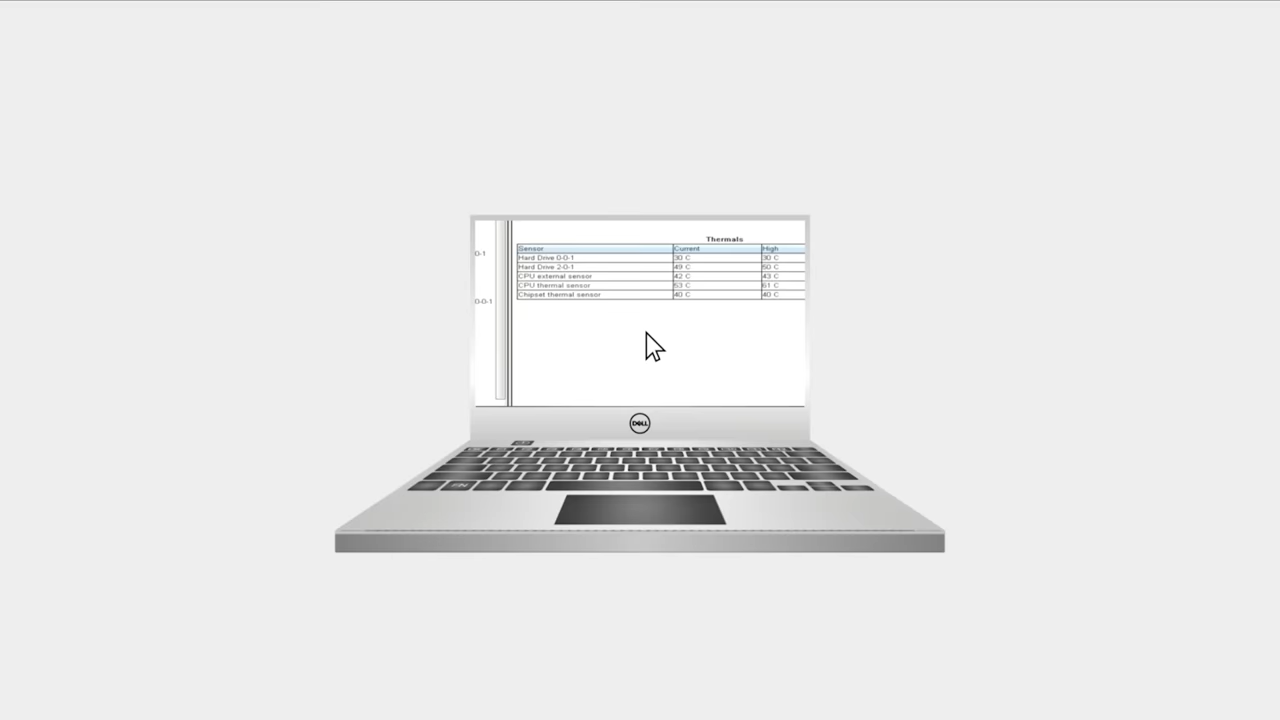 Thermals
Sensor Current High
0-1
Hard Drive 0-0-1 30 C 30 C
Hard Drive 2-0-1 49 C 50 C
CPU external sensor 42 C 43 C
CPU thermal sensor 53 C 61 C
Chipset thermal sensor 40 C 40 C
0-0-1
DELL
FN